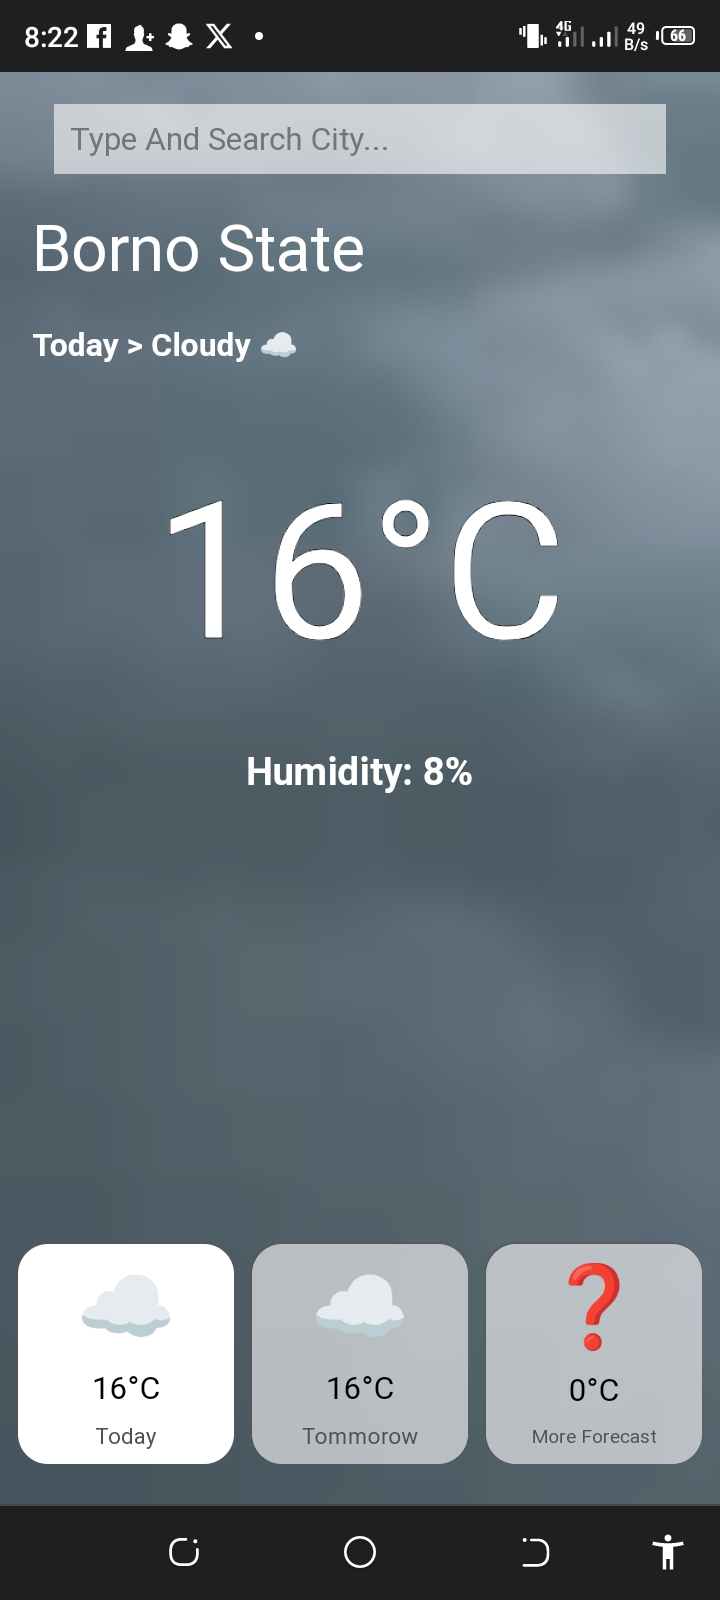 8:22
4G
49
B/s
66
Type And Search City...
Borno State
Today > Cloudy ☁️
16°C
Humidity: 8%
❓
16°C
16°C
0°C
Today
Tommorow
More Forecast